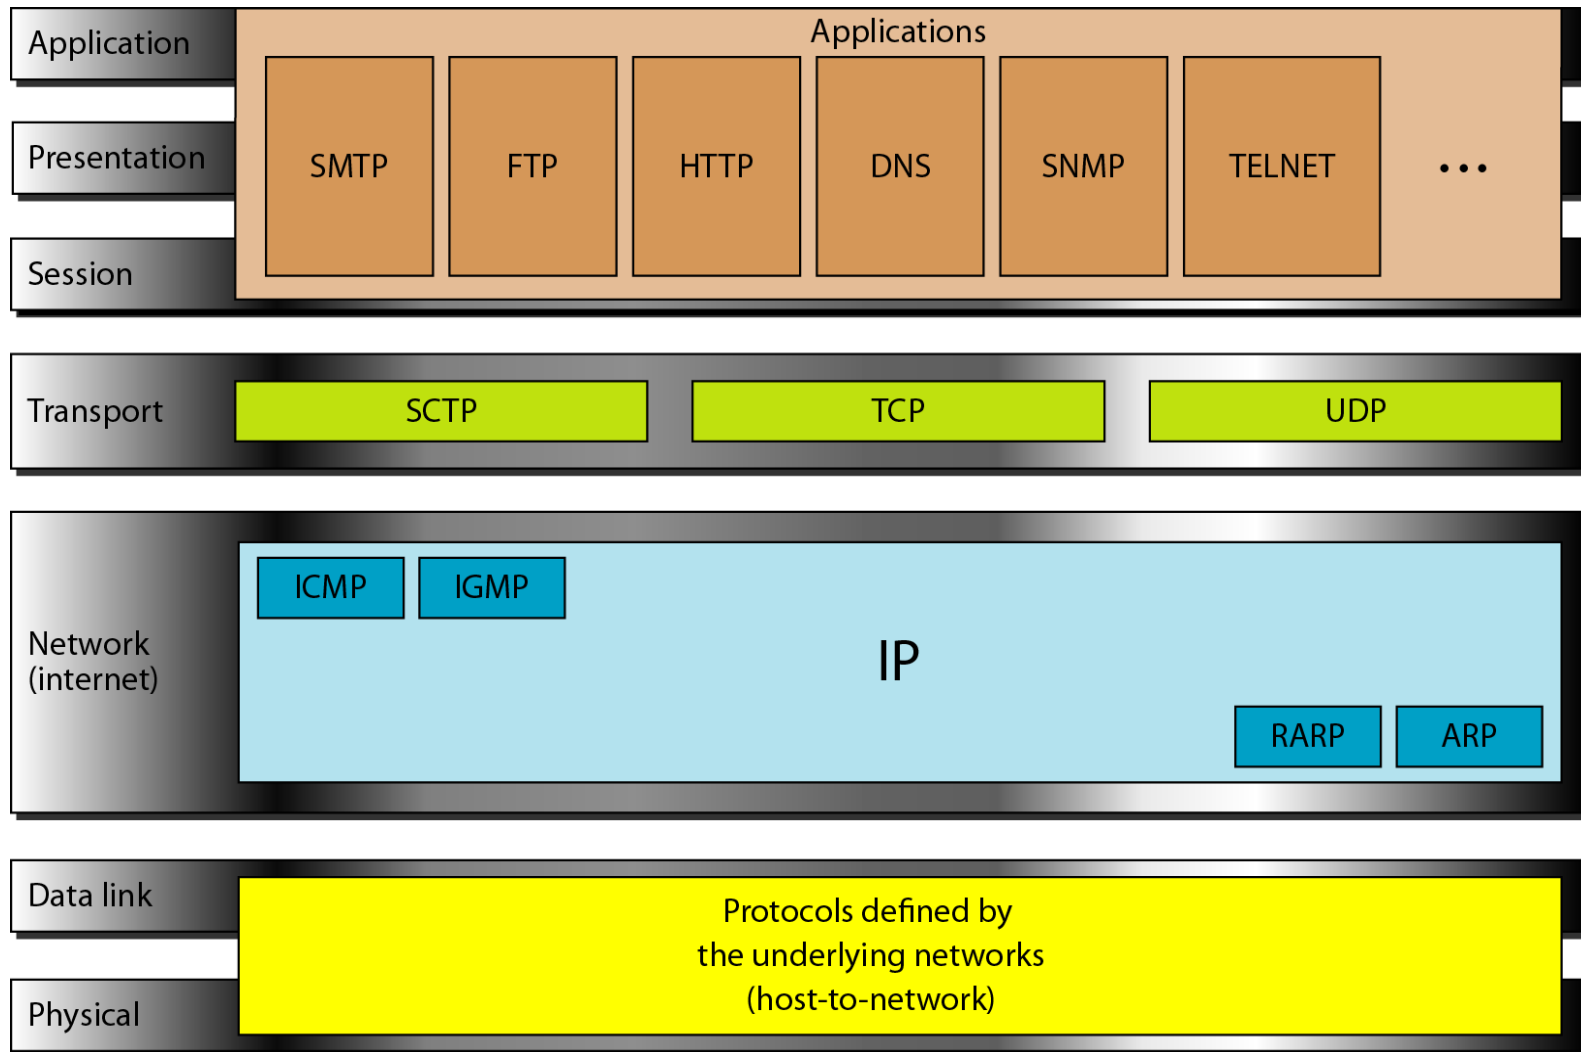 Application
Applications
Presentation
SMTP
FTP
HTTP
DNS
SNMP
TELNET
...
Session
Transport
SCTP
TCP
UDP
Network
(internet)
ICMP
IGMP
IP
RARP
ARP
Data link
Protocols defined by
the underlying networks
(host-to-network)
Physical